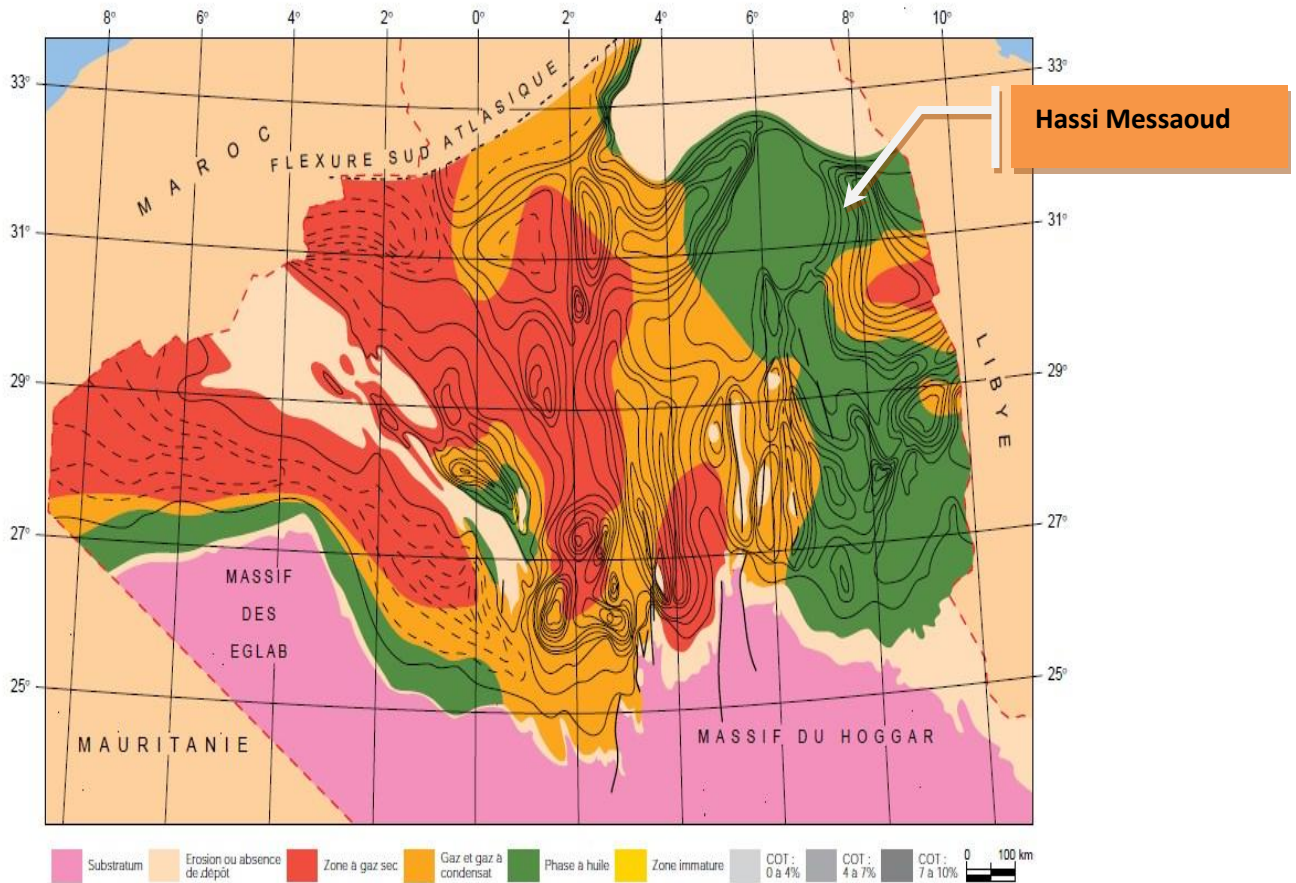 8° 6° 4° 2° 0° 2° 4° 6° 8° 10°
33° 33°
31° 31°
29° 29°
27° 27°
25° 25°
Hassi Messaoud
MAROC
FLEXURE SUD ATLASIQUE
LIBYE
MASSIF
DES
EGLAB
MAURITANIE
MASSIF DU HOGGAR
Substratum
Erosion ou absence
de dépôt
Zone à gaz sec
Gaz et gaz à
condensat
Phase à huile
Zone immature
COT :
0 à 4%
COT :
4 à 7%
COT :
7 à 10%
0 100 km